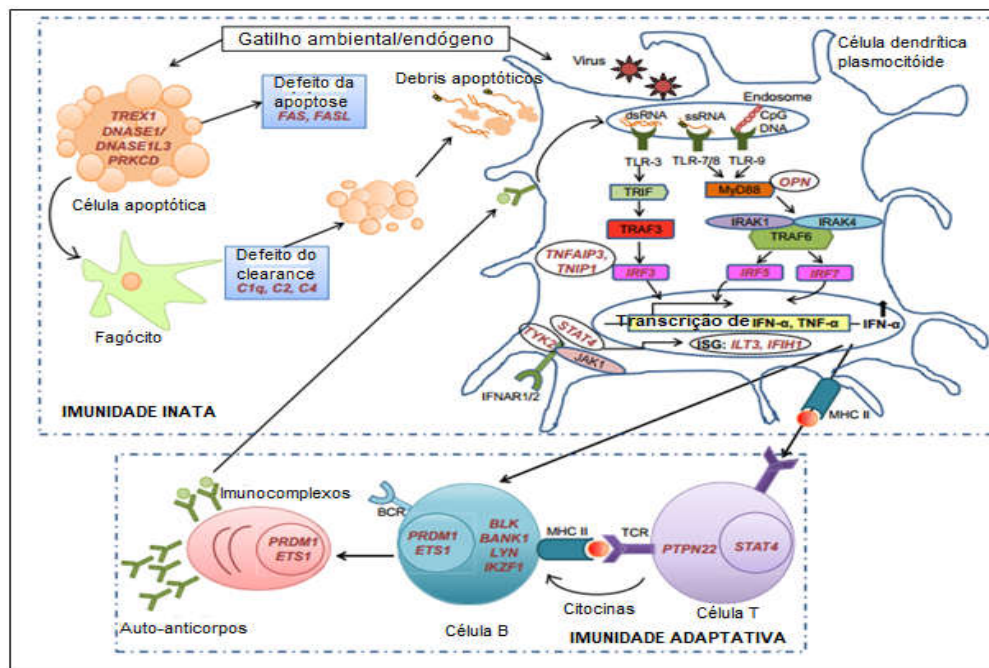 Gatilho ambiental/endógeno
TREX1
DNASE1/
DNASE1L3
PRKCD
Célula apoptótica
Defeito da
apoptose
FAS, FASL
Debris apoptóticos
Defeito do
clearance
C1q, C2, C4
Fagócito
IMUNIDADE INATA
Virus
Célula dendrítica
plasmocitóide
Endosome
dsRNA
ssRNA
CpG
DNA
TLR-3
TLR-7/8
TLR-9
TRIF
MyD88
OPN
TRAF3
IRAK1
IRAK4
TRAF6
TNFAIP3,
TNIP1
IRF3
IRF5
IRF7
Transcrição de IFN-α, TNF-α
IFN-α
ISG: ILT3, IFIH1
TYK2
STAT4
JAK1
IFNAR1/2
MHC II
Imunocomplexos
PRDM1
ETS1
Auto-anticorpos
BCR
PRDM1
ETS1
BLK
BANK1
LYN
IKZF1
Célula B
MHC II
TCR
Citocinas
PTPN22
STAT4
Célula T
IMUNIDADE ADAPTATIVA